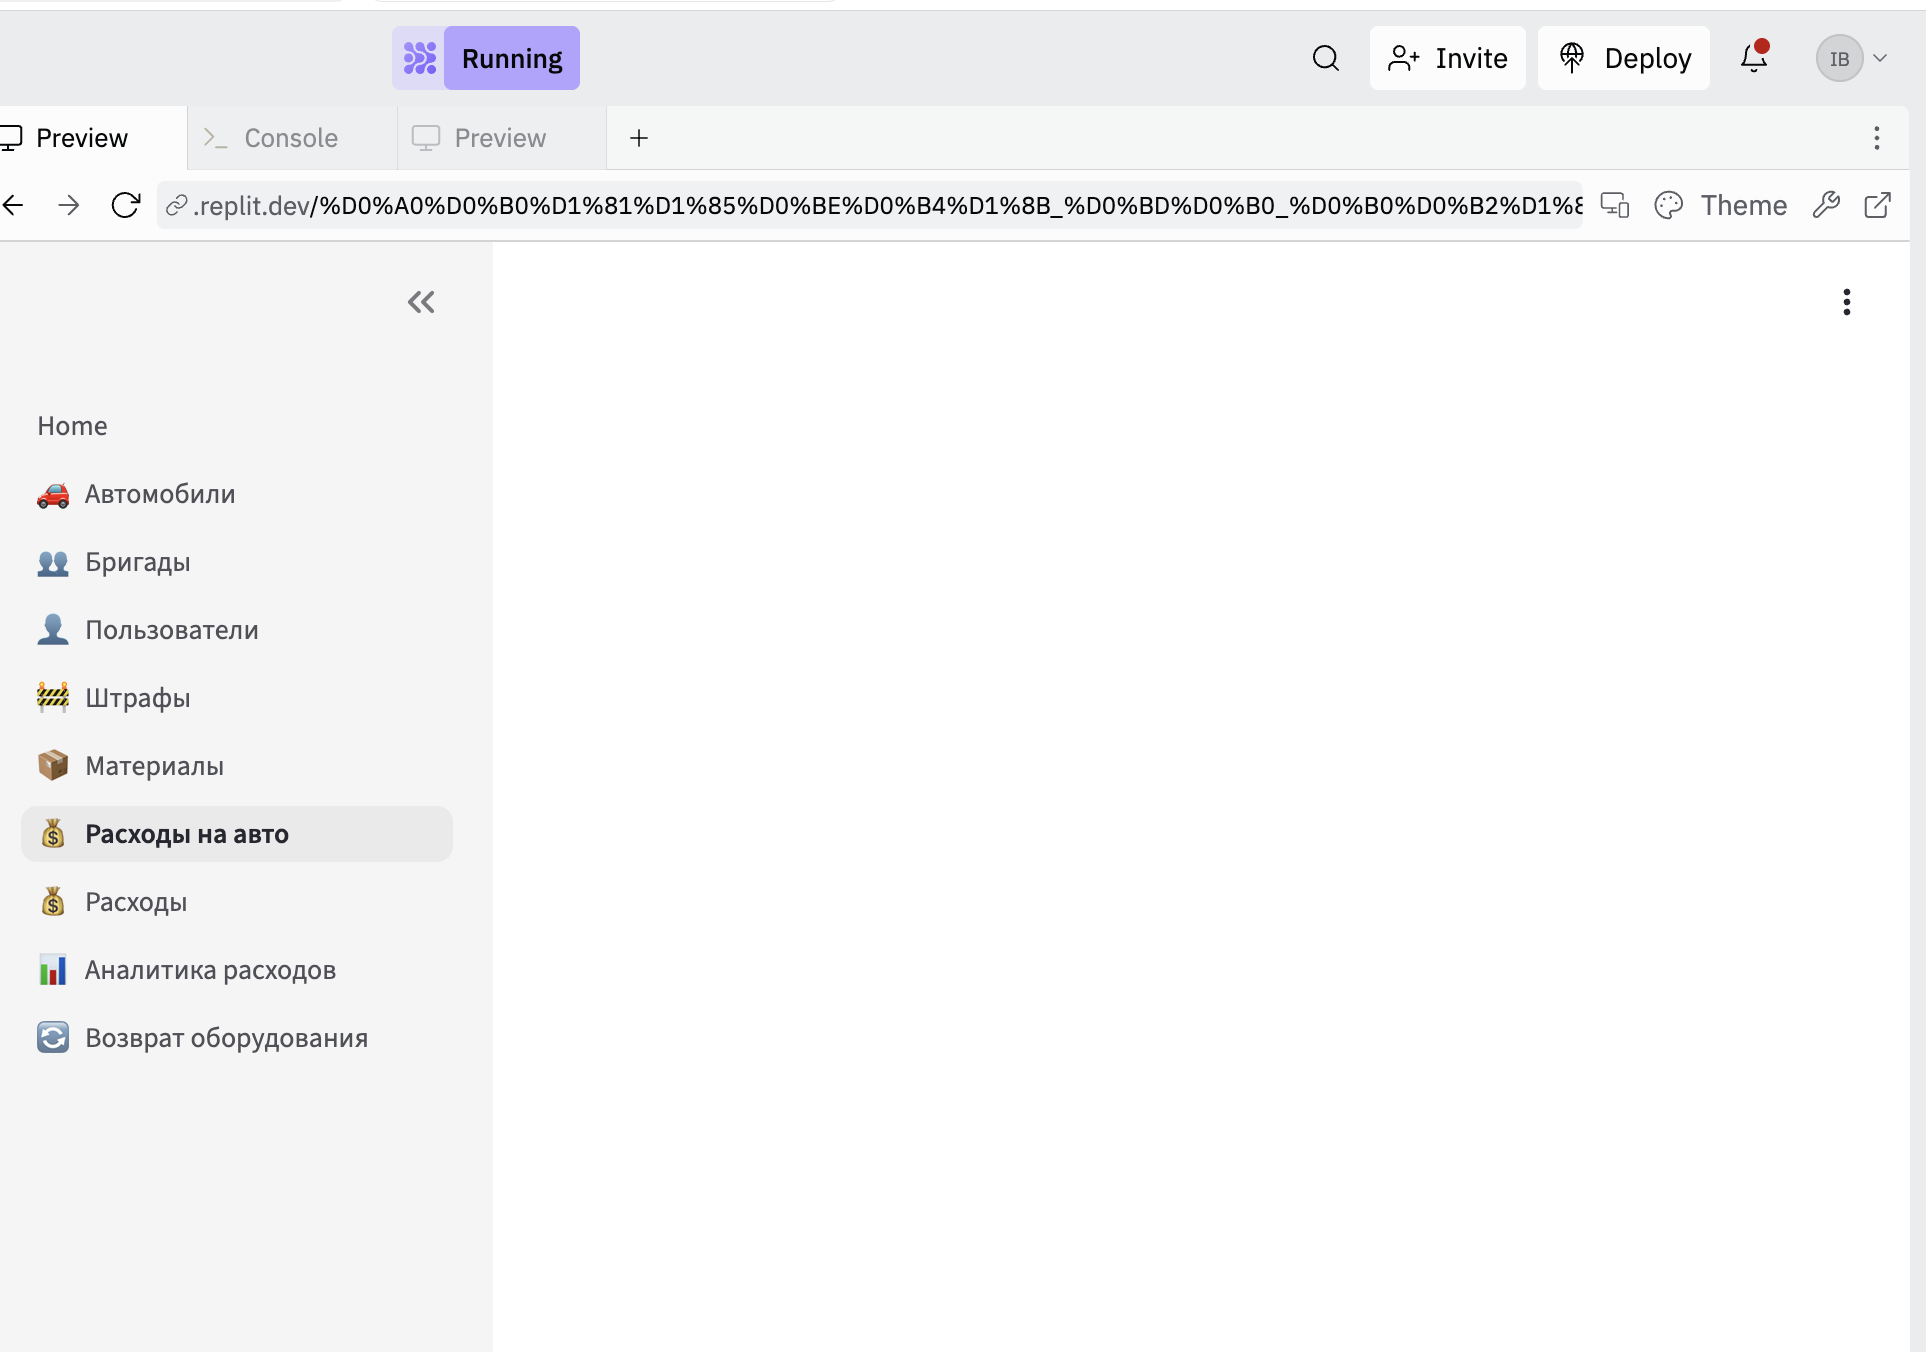 Running
Invite
Deploy
IB
Preview
Console
Preview
.replit.dev/%D0%A0%D0%B0%D1%81%D1%85%D0%BE%D0%B4%D1%8B_%D0%BD%D0%B0_%D0%B0%D0%B2%D1%8
Theme
Home
Автомобили
Бригады
Пользователи
Штрафы
Материалы
Расходы на авто
Расходы
Аналитика расходов
Возврат оборудования